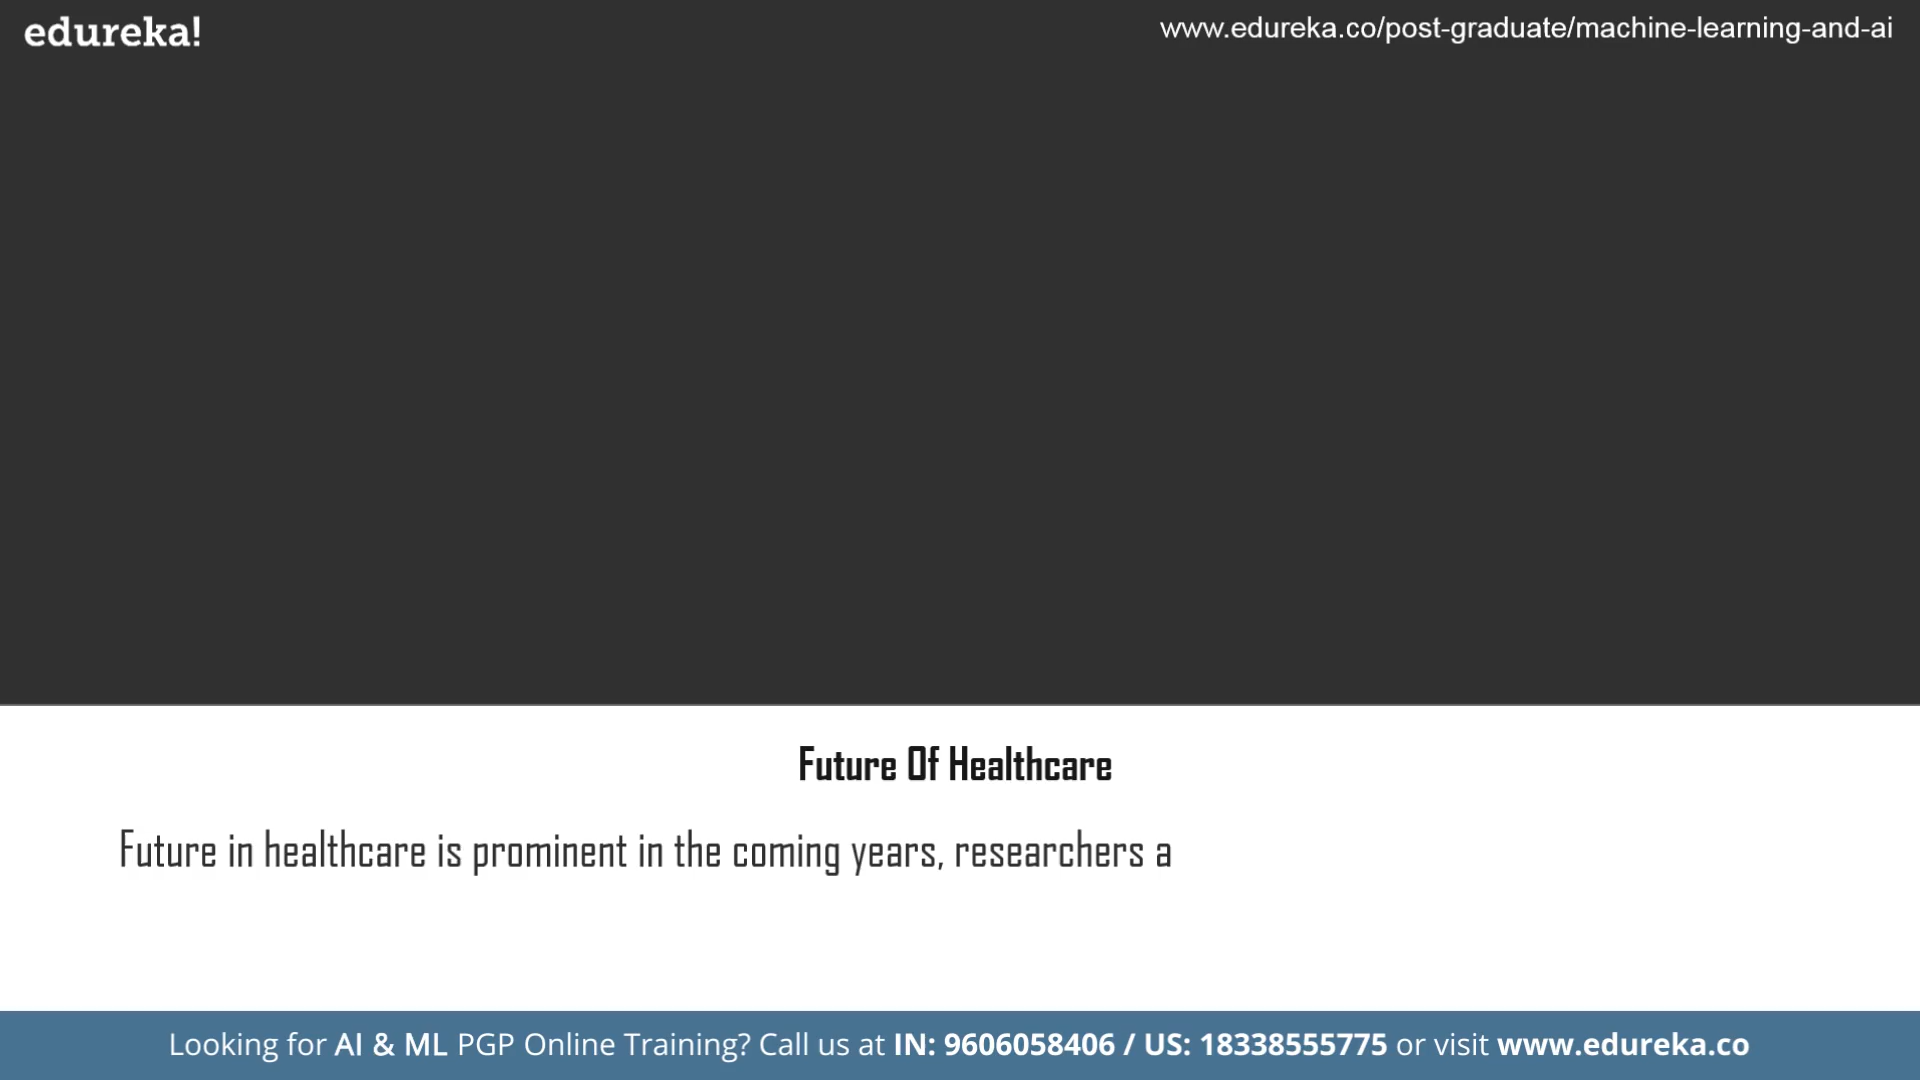 edureka!
www.edureka.co/post-graduate/machine-learning-and-ai
Future Of Healthcare
Future in healthcare is prominent in the coming years, researchers a
Looking for AI & ML PGP Online Training? Call us at IN: 9606058406 / US: 18338555775 or visit www.edureka.co